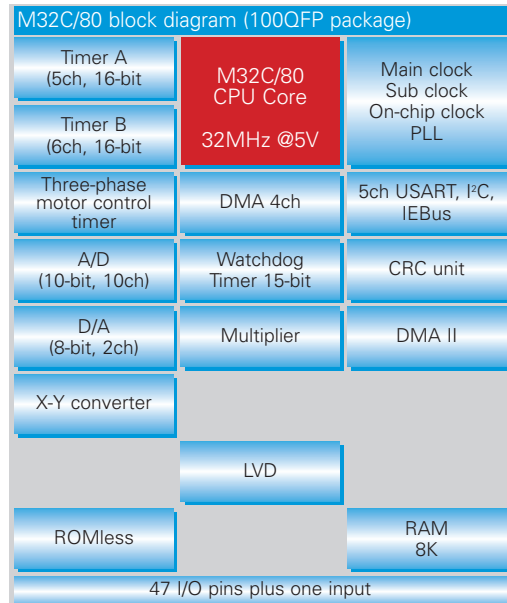 M32C/80 block diagram (100QFP package)
Timer A
(5ch, 16-bit
M32C/80
CPU Core
32MHz @5V
Main clock
Sub clock
On-chip clock
PLL
Timer B
(6ch, 16-bit
Three-phase
motor control
timer
DMA 4ch
5ch USART, I²C,
IEBus
A/D
(10-bit, 10ch)
Watchdog
Timer 15-bit
CRC unit
D/A
(8-bit, 2ch)
Multiplier
DMA II
X-Y converter
LVD
ROMless
RAM
8K
47 I/O pins plus one input